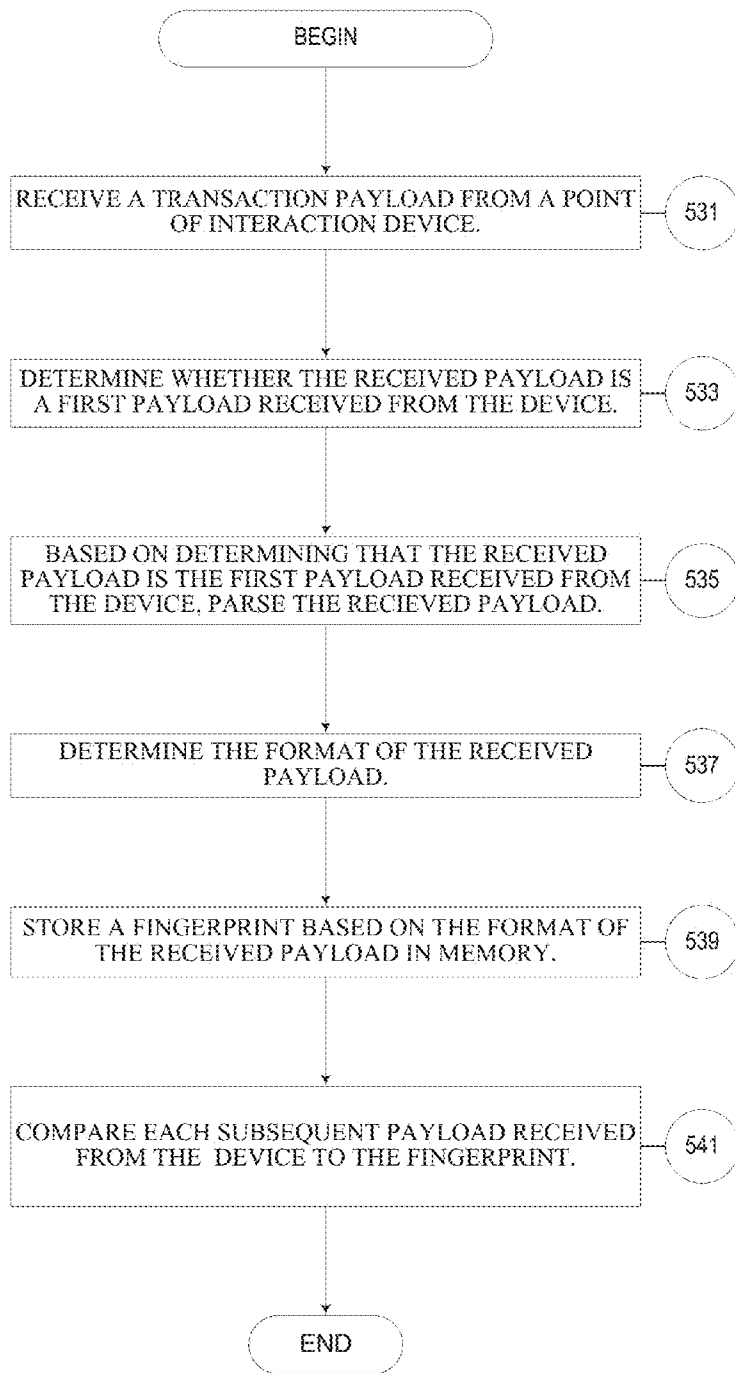 BEGIN
RECEIVE A TRANSACTION PAYLOAD FROM A POINT
OF INTERACTION DEVICE.
531
DETERMINE WHETHER THE RECEIVED PAYLOAD IS
A FIRST PAYLOAD RECEIVED FROM THE DEVICE.
533
BASED ON DETERMINING THAT THE RECEIVED
PAYLOAD IS THE FIRST PAYLOAD RECEIVED FROM
THE DEVICE, PARSE THE RECIEVED PAYLOAD.
535
DETERMINE THE FORMAT OF THE RECEIVED
PAYLOAD.
537
STORE A FINGERPRINT BASED ON THE FORMAT OF
THE RECEIVED PAYLOAD IN MEMORY.
539
COMPARE EACH SUBSEQUENT PAYLOAD RECEIVED
FROM THE DEVICE TO THE FINGERPRINT.
541
END